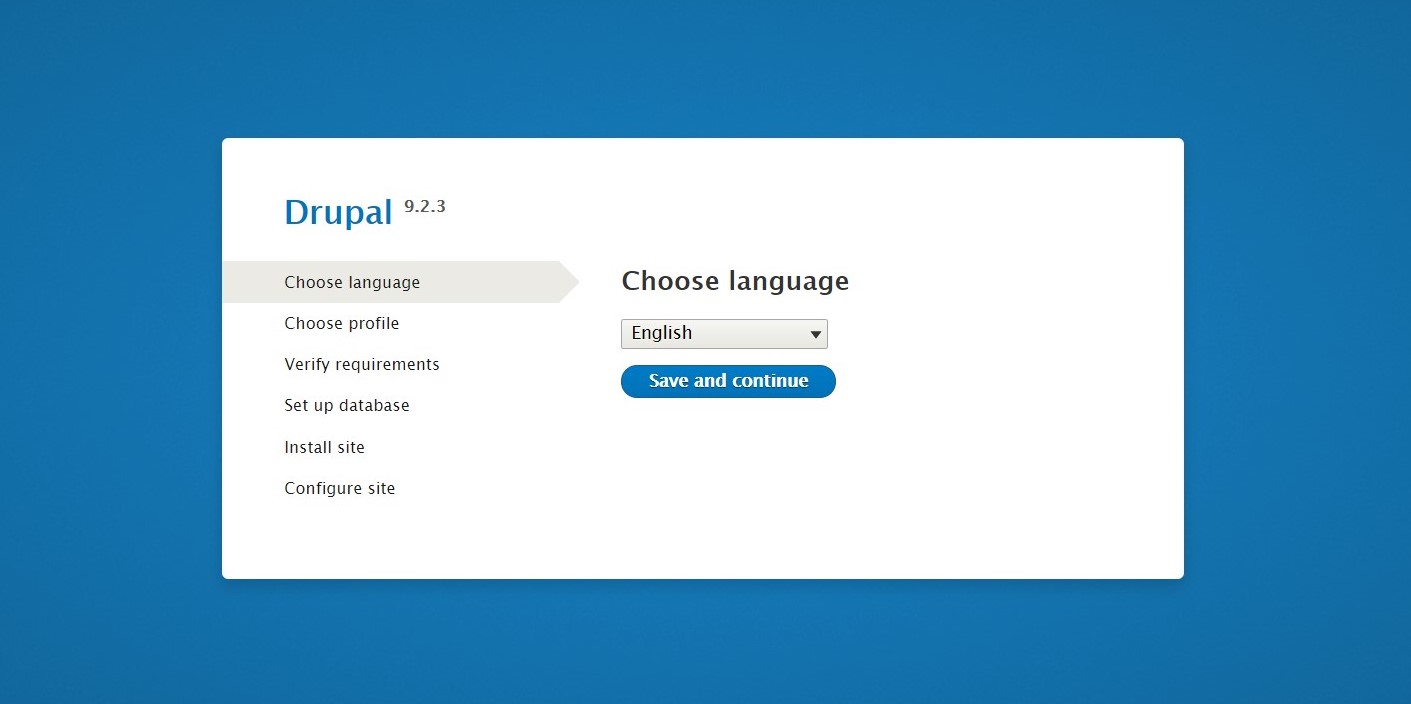 Drupal 9.2.3
Choose language
Choose profile
Verify requirements
Set up database
Install site
Configure site
Choose language
English
Save and continue